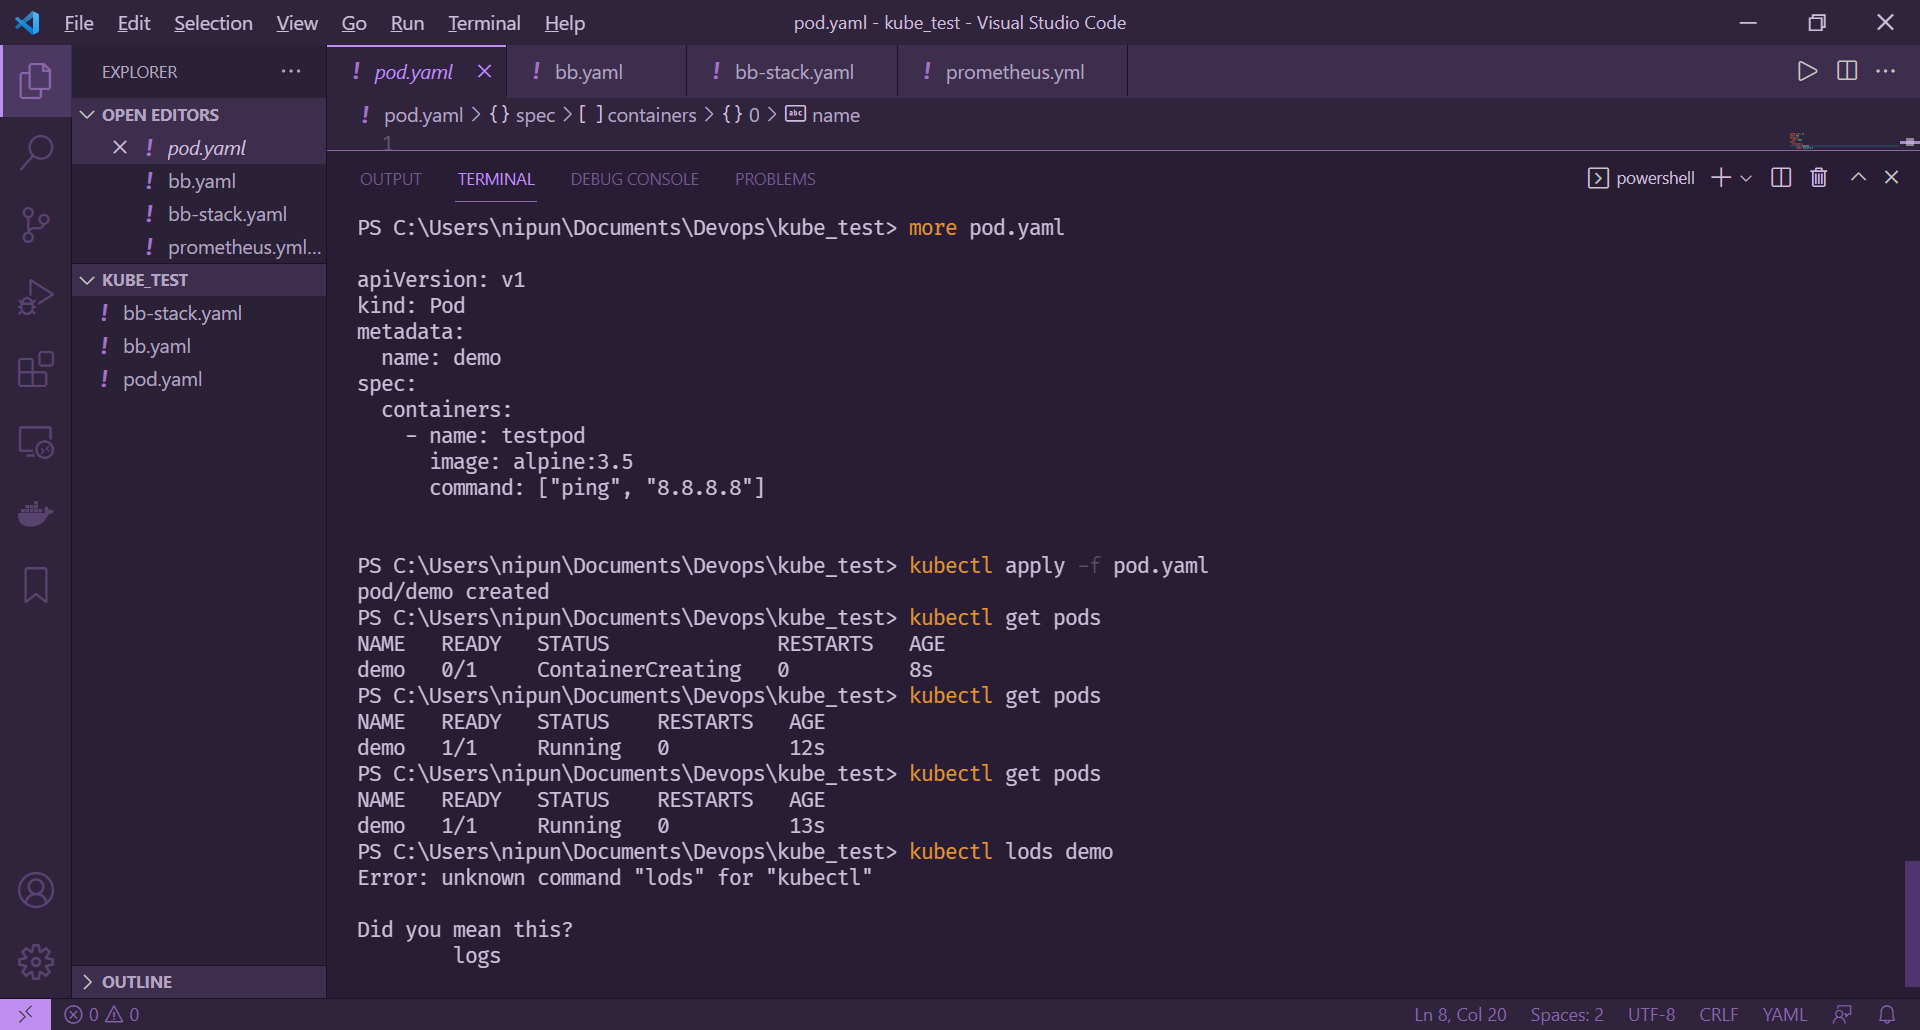 File Edit Selection View Go Run Terminal Help pod.yaml - kube_test - Visual Studio Code
EXPLORER
OPEN EDITORS
pod.yaml
bb.yaml
bb-stack.yaml
prometheus.yml...
KUBE_TEST
bb-stack.yaml
bb.yaml
pod.yaml
OUTLINE
pod.yaml bb.yaml bb-stack.yaml prometheus.yml
pod.yaml > {} spec > [ ] containers > {} 0 > abc name
1
OUTPUT TERMINAL DEBUG CONSOLE PROBLEMS powershell
PS C:\Users\nipun\Documents\Devops\kube_test> more pod.yaml
apiVersion: v1
kind: Pod
metadata:
  name: demo
spec:
  containers:
    - name: testpod
      image: alpine:3.5
      command: ["ping", "8.8.8.8"]
PS C:\Users\nipun\Documents\Devops\kube_test> kubectl apply -f pod.yaml
pod/demo created
PS C:\Users\nipun\Documents\Devops\kube_test> kubectl get pods
NAME   READY   STATUS              RESTARTS   AGE
demo   0/1     ContainerCreating   0          8s
PS C:\Users\nipun\Documents\Devops\kube_test> kubectl get pods
NAME   READY   STATUS    RESTARTS   AGE
demo   1/1     Running   0          12s
PS C:\Users\nipun\Documents\Devops\kube_test> kubectl get pods
NAME   READY   STATUS    RESTARTS   AGE
demo   1/1     Running   0          13s
PS C:\Users\nipun\Documents\Devops\kube_test> kubectl lods demo
Error: unknown command "lods" for "kubectl"
Did you mean this?
        logs
0 0 Ln 8, Col 20 Spaces: 2 UTF-8 CRLF YAML